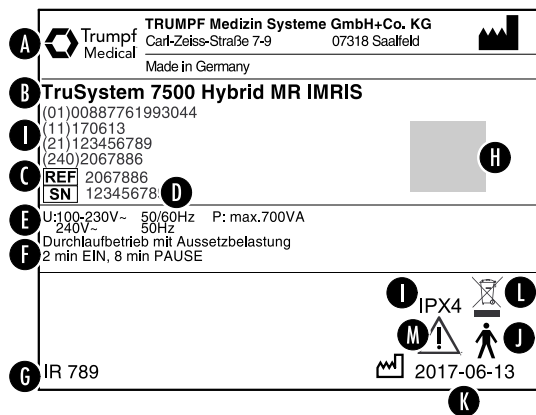 A Trumpf Medical TRUMPF Medizin Systeme GmbH+Co. KG
Carl-Zeiss-Straße 7-9 07318 Saalfeld
Made in Germany
B TruSystem 7500 Hybrid MR IMRIS
(01)00887761993044
I (11)170613
(21)123456789
(240)2067886
H
C REF 2067886
SN 12345678 D
E U:100-230V~ 50/60Hz P: max.700VA
240V~ 50Hz
F Durchlaufbetrieb mit Aussetzbelastung
2 min EIN, 8 min PAUSE
I IPX4 L
M J
G IR 789 2017-06-13
K